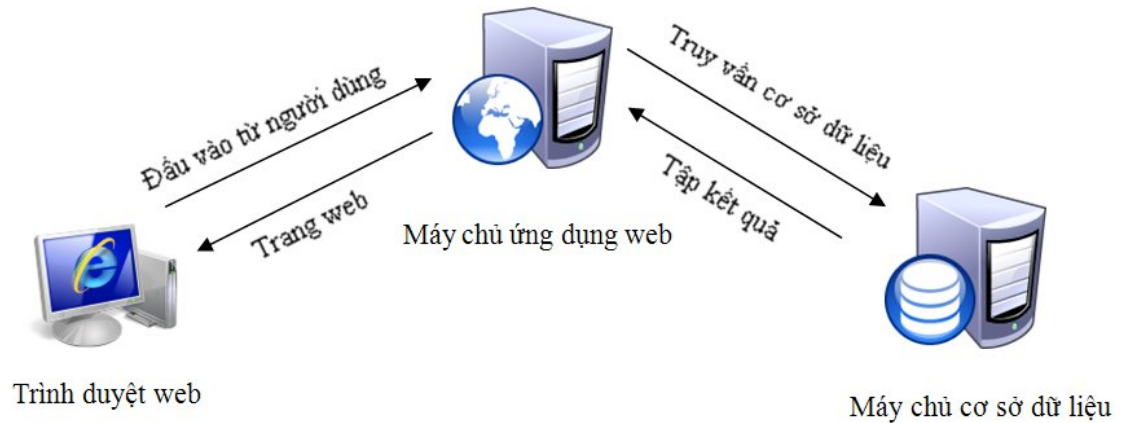 Đầu vào từ người dùng
Trang web
Truy vấn cơ sở dữ liệu
Tập kết quả
Máy chủ ứng dụng web
Trình duyệt web
Máy chủ cơ sở dữ liệu